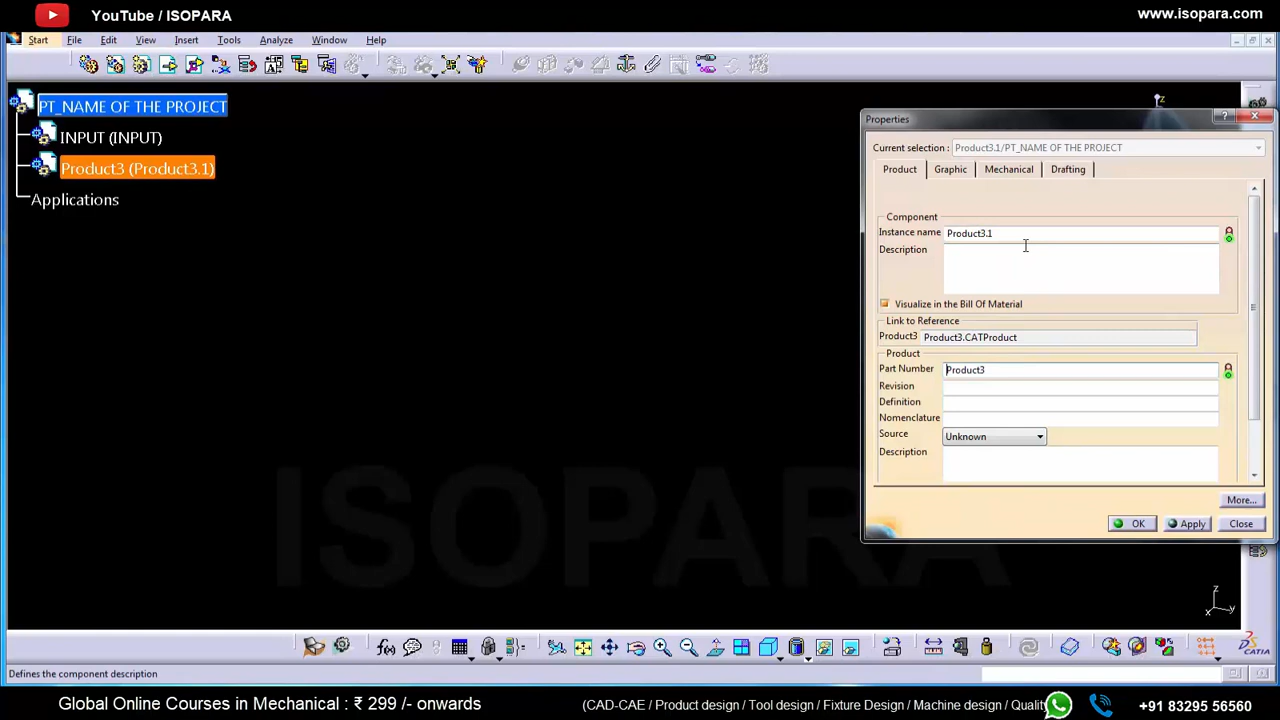 YouTube / ISOPARA
www.isopara.com
Start File Edit View Insert Tools Analyze Window Help
PT_NAME OF THE PROJECT
INPUT (INPUT)
Product3 (Product3.1)
Applications
Properties
Current selection : Product3.1/PT_NAME OF THE PROJECT
Product Graphic Mechanical Drafting
Component
Instance name Product3.1
Description
Visualize in the Bill Of Material
Link to Reference
Product3 Product3.CATProduct
Product
Part Number Product3
Revision
Definition
Nomenclature
Source Unknown
Description
More...
OK Apply Close
ISOPARA
z
z
x y
f(x)
CATIA
Defines the component description
Global Online Courses in Mechanical : ₹ 299 /- onwards
(CAD-CAE / Product design / Tool design / Fixture Design / Machine design / Quality
+91 83295 56560